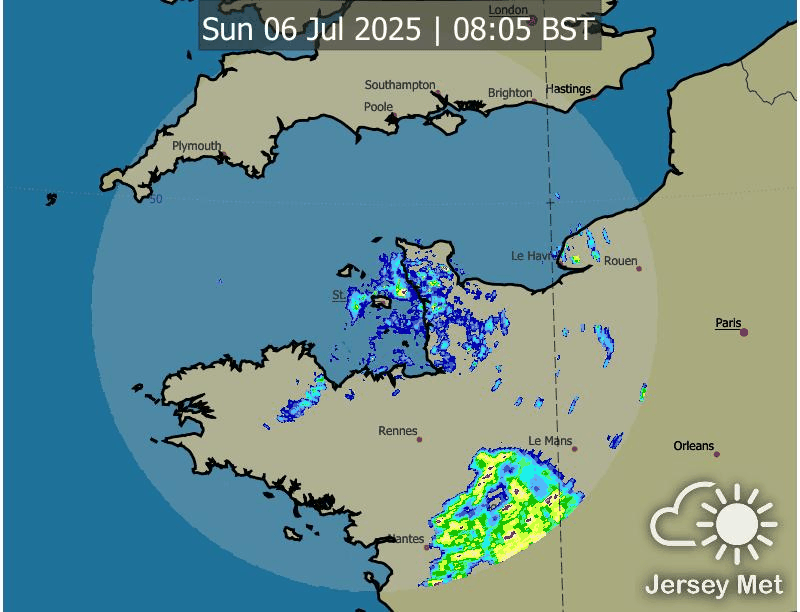 London
Sun 06 Jul 2025 | 08:05 BST
Southampton
Brighton
Hastings
Poole
Plymouth
50
Le Havr
Rouen
St.
Paris
Rennes
Le Mans
Orleans
Nantes
Jersey Met